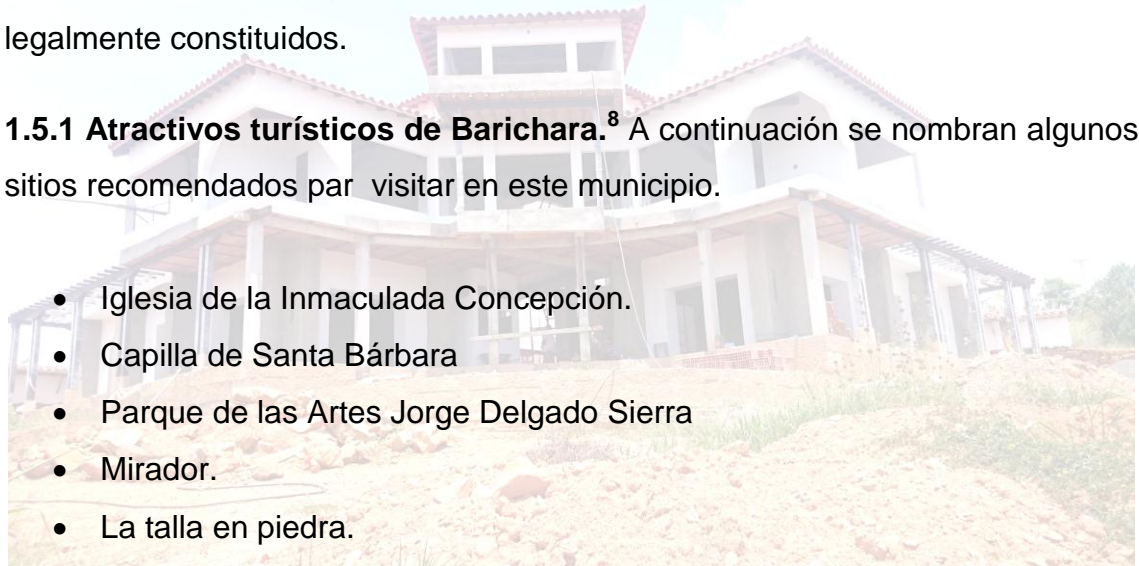 legalmente constituidos.
1.5.1 Atractivos turísticos de Barichara.8 A continuación se nombran algunos
sitios recomendados par visitar en este municipio.
• Iglesia de la Inmaculada Concepción.
• Capilla de Santa Bárbara
• Parque de las Artes Jorge Delgado Sierra
• Mirador.
• La talla en piedra.